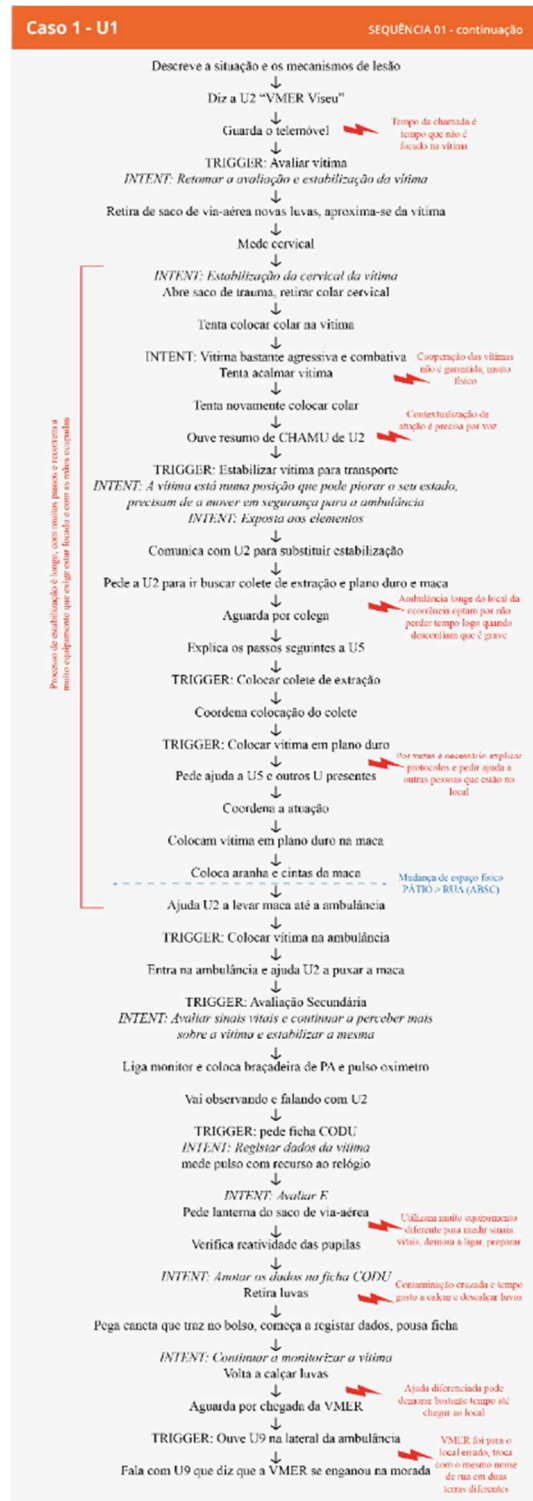 Caso 1 - U1
SEQUÊNCIA 01 - continuação
Descreve a situação e os mecanismos de lesão
Diz a U2 “VMER Viseu”
Guarda o telemóvel
Tempo da chamada é
tempo que não é
focado na vítima
TRIGGER: Avaliar vítima
INTENT: Retomar a avaliação e estabilização da vítima
Retira de saco de via-aérea novas luvas, aproxima-se da vítima
Mede cervical
Processo de estabilização é longo, com muitos passos e recorrem a
muito equipamento que exige estar focado e com as mãos ocupadas
INTENT: Estabilização da cervical da vítima
Abre saco de trauma, retirar colar cervical
Tenta colocar colar na vítima
INTENT: Vítima bastante agressiva e combativa
Tenta acalmar vítima
Cooperação das vítimas
não é garantida, muito
físico
Tenta novamente colocar colar
Ouve resumo de CHAMU de U2
Contextualização de
atuação é precisa por voz
TRIGGER: Estabilizar vítima para transporte
INTENT: A vítima está numa posição que pode piorar o seu estado,
precisam de a mover em segurança para a ambulância
INTENT: Exposta aos elementos
Comunica com U2 para substituir estabilização
Pede a U2 para ir buscar colete de extração e plano duro e maca
Aguarda por colega
Ambulância longe do local da
ocorrência optam por não
perder tempo logo quando
desconfiam que é grave
Explica os passos seguintes a U5
TRIGGER: Colocar colete de extração
Coordena colocação do colete
TRIGGER: Colocar vítima em plano duro
Pede ajuda a U5 e outros U presentes
Por vezes é necessário explicar
protocolos e pedir ajuda a
outras pessoas que estão no
local
Coordena a atuação
Colocam vítima em plano duro na maca
Coloca aranha e cintas da maca
Mudança de espaço físico
PÁTIO > RUA (ABSC)
Ajuda U2 a levar maca até a ambulância
TRIGGER: Colocar vítima na ambulância
Entra na ambulância e ajuda U2 a puxar a maca
TRIGGER: Avaliação Secundária
INTENT: Avaliar sinais vitais e continuar a perceber mais
sobre a vítima e estabilizar a mesma
Liga monitor e coloca braçadeira de PA e pulso oximetro
Vai observando e falando com U2
TRIGGER: pede ficha CODU
INTENT: Registar dados da vítima
mede pulso com recurso ao relógio
INTENT: Avaliar E
Pede lanterna do saco de via-aérea
Utilizam muito equipamento
diferente para medir sinais
vitais, demora a ligar, preparar
Verifica reatividade das pupilas
INTENT: Anotar os dados na ficha CODU
Retira luvas
Contaminação cruzada e tempo
gasto a calçar e descalçar luvas
Pega caneta que traz no bolso, começa a registar dados, pousa ficha
INTENT: Continuar a monitorizar a vítima
Volta a calçar luvas
Aguarda por chegada da VMER
Ajuda diferenciada pode
demorar bastante tempo até
chegar ao local
TRIGGER: Ouve U9 na lateral da ambulância
Fala com U9 que diz que a VMER se enganou na morada
VMER foi para o
local errado, troca
com o mesmo nome
de rua em duas
terras diferentes